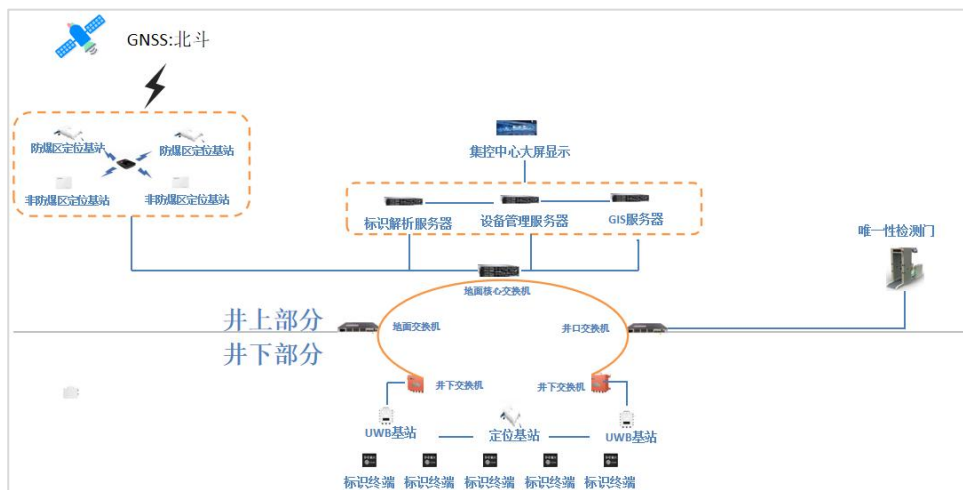 GNSS:北斗
防爆区定位基站
防爆区定位基站
非防爆区定位基站
非防爆区定位基站
集控中心大屏显示
标识解析服务器
设备管理服务器
GIS服务器
唯一性检测门
地面核心交换机
井上部分
地面交换机
井口交换机
井下部分
井下交换机
井下交换机
UWB基站
定位基站
UWB基站
标识终端
标识终端
标识终端
标识终端
标识终端